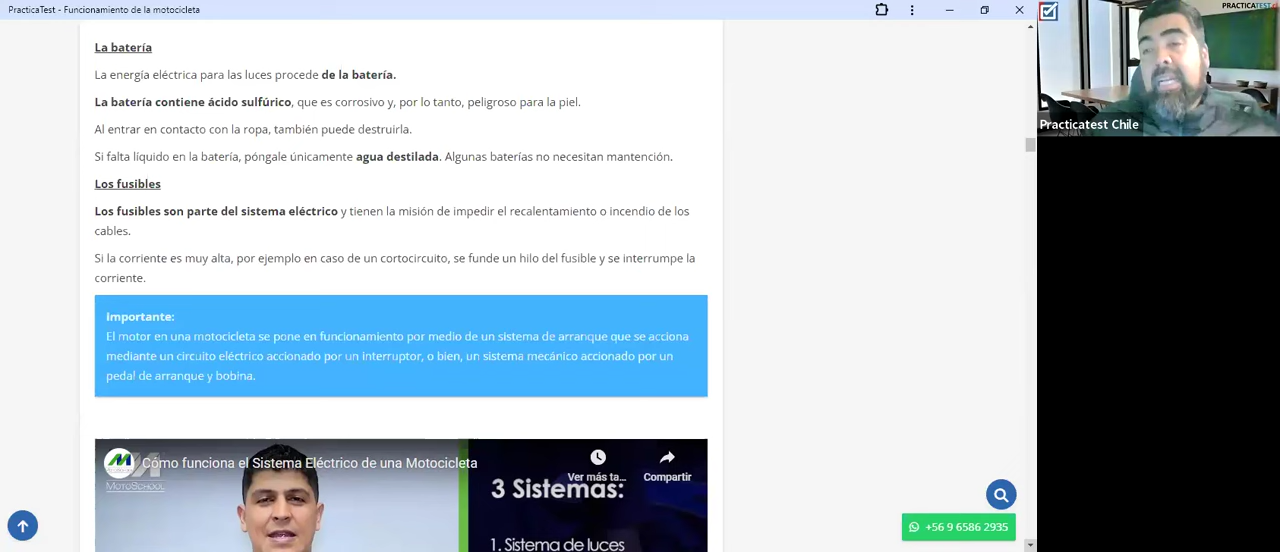 PracticaTest - Funcionamiento de la motocicleta
PRACTICATEST
La batería
La energía eléctrica para las luces procede de la batería.
La batería contiene ácido sulfúrico, que es corrosivo y, por lo tanto, peligroso para la piel.
Practicatest Chile
Al entrar en contacto con la ropa, también puede destruirla.
Si falta líquido en la batería, póngale únicamente agua destilada. Algunas baterías no necesitan mantención.
Los fusibles
Los fusibles son parte del sistema eléctrico y tienen la misión de impedir el recalentamiento o incendio de los
cables.
Si la corriente es muy alta, por ejemplo en caso de un cortocircuito, se funde un hilo del fusible y se interrumpe la
corriente.
Importante:
El motor en una motocicleta se pone en funcionamiento por medio de un sistema de arranque que se acciona
mediante un circuito eléctrico accionado por un interruptor, o bien, un sistema mecánico accionado por un
pedal de arranque y bobina.
Cómo funciona el Sistema Eléctrico de una Motocicleta
Ver más ta...
Compartir
MOTOSCHOOL
3 Sistemas:
1. Sistema de luces
+56 9 6586 2935